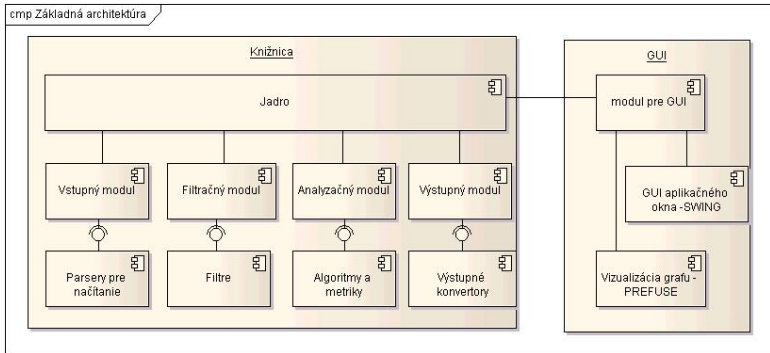 cmp Základná architektúra
Knižnica
GUI
Jadro
modul pre GUI
Vstupný modul
Filtračný modul
Analyzačný modul
Výstupný modul
GUI aplikačného
okna -SWING
Parsery pre
načítanie
Filtre
Algoritmy a
metriky
Výstupné
konvertory
Vizualizácia grafu -
PREFUSE